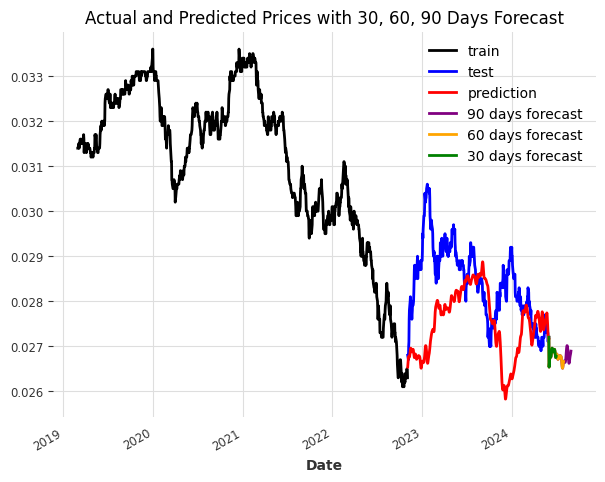 Actual and Predicted Prices with 30, 60, 90 Days Forecast
train
test
prediction
90 days forecast
60 days forecast
30 days forecast
0.033
0.032
0.031
0.030
0.029
0.028
0.027
0.026
2019
2020
2021
2022
2023
2024
Date